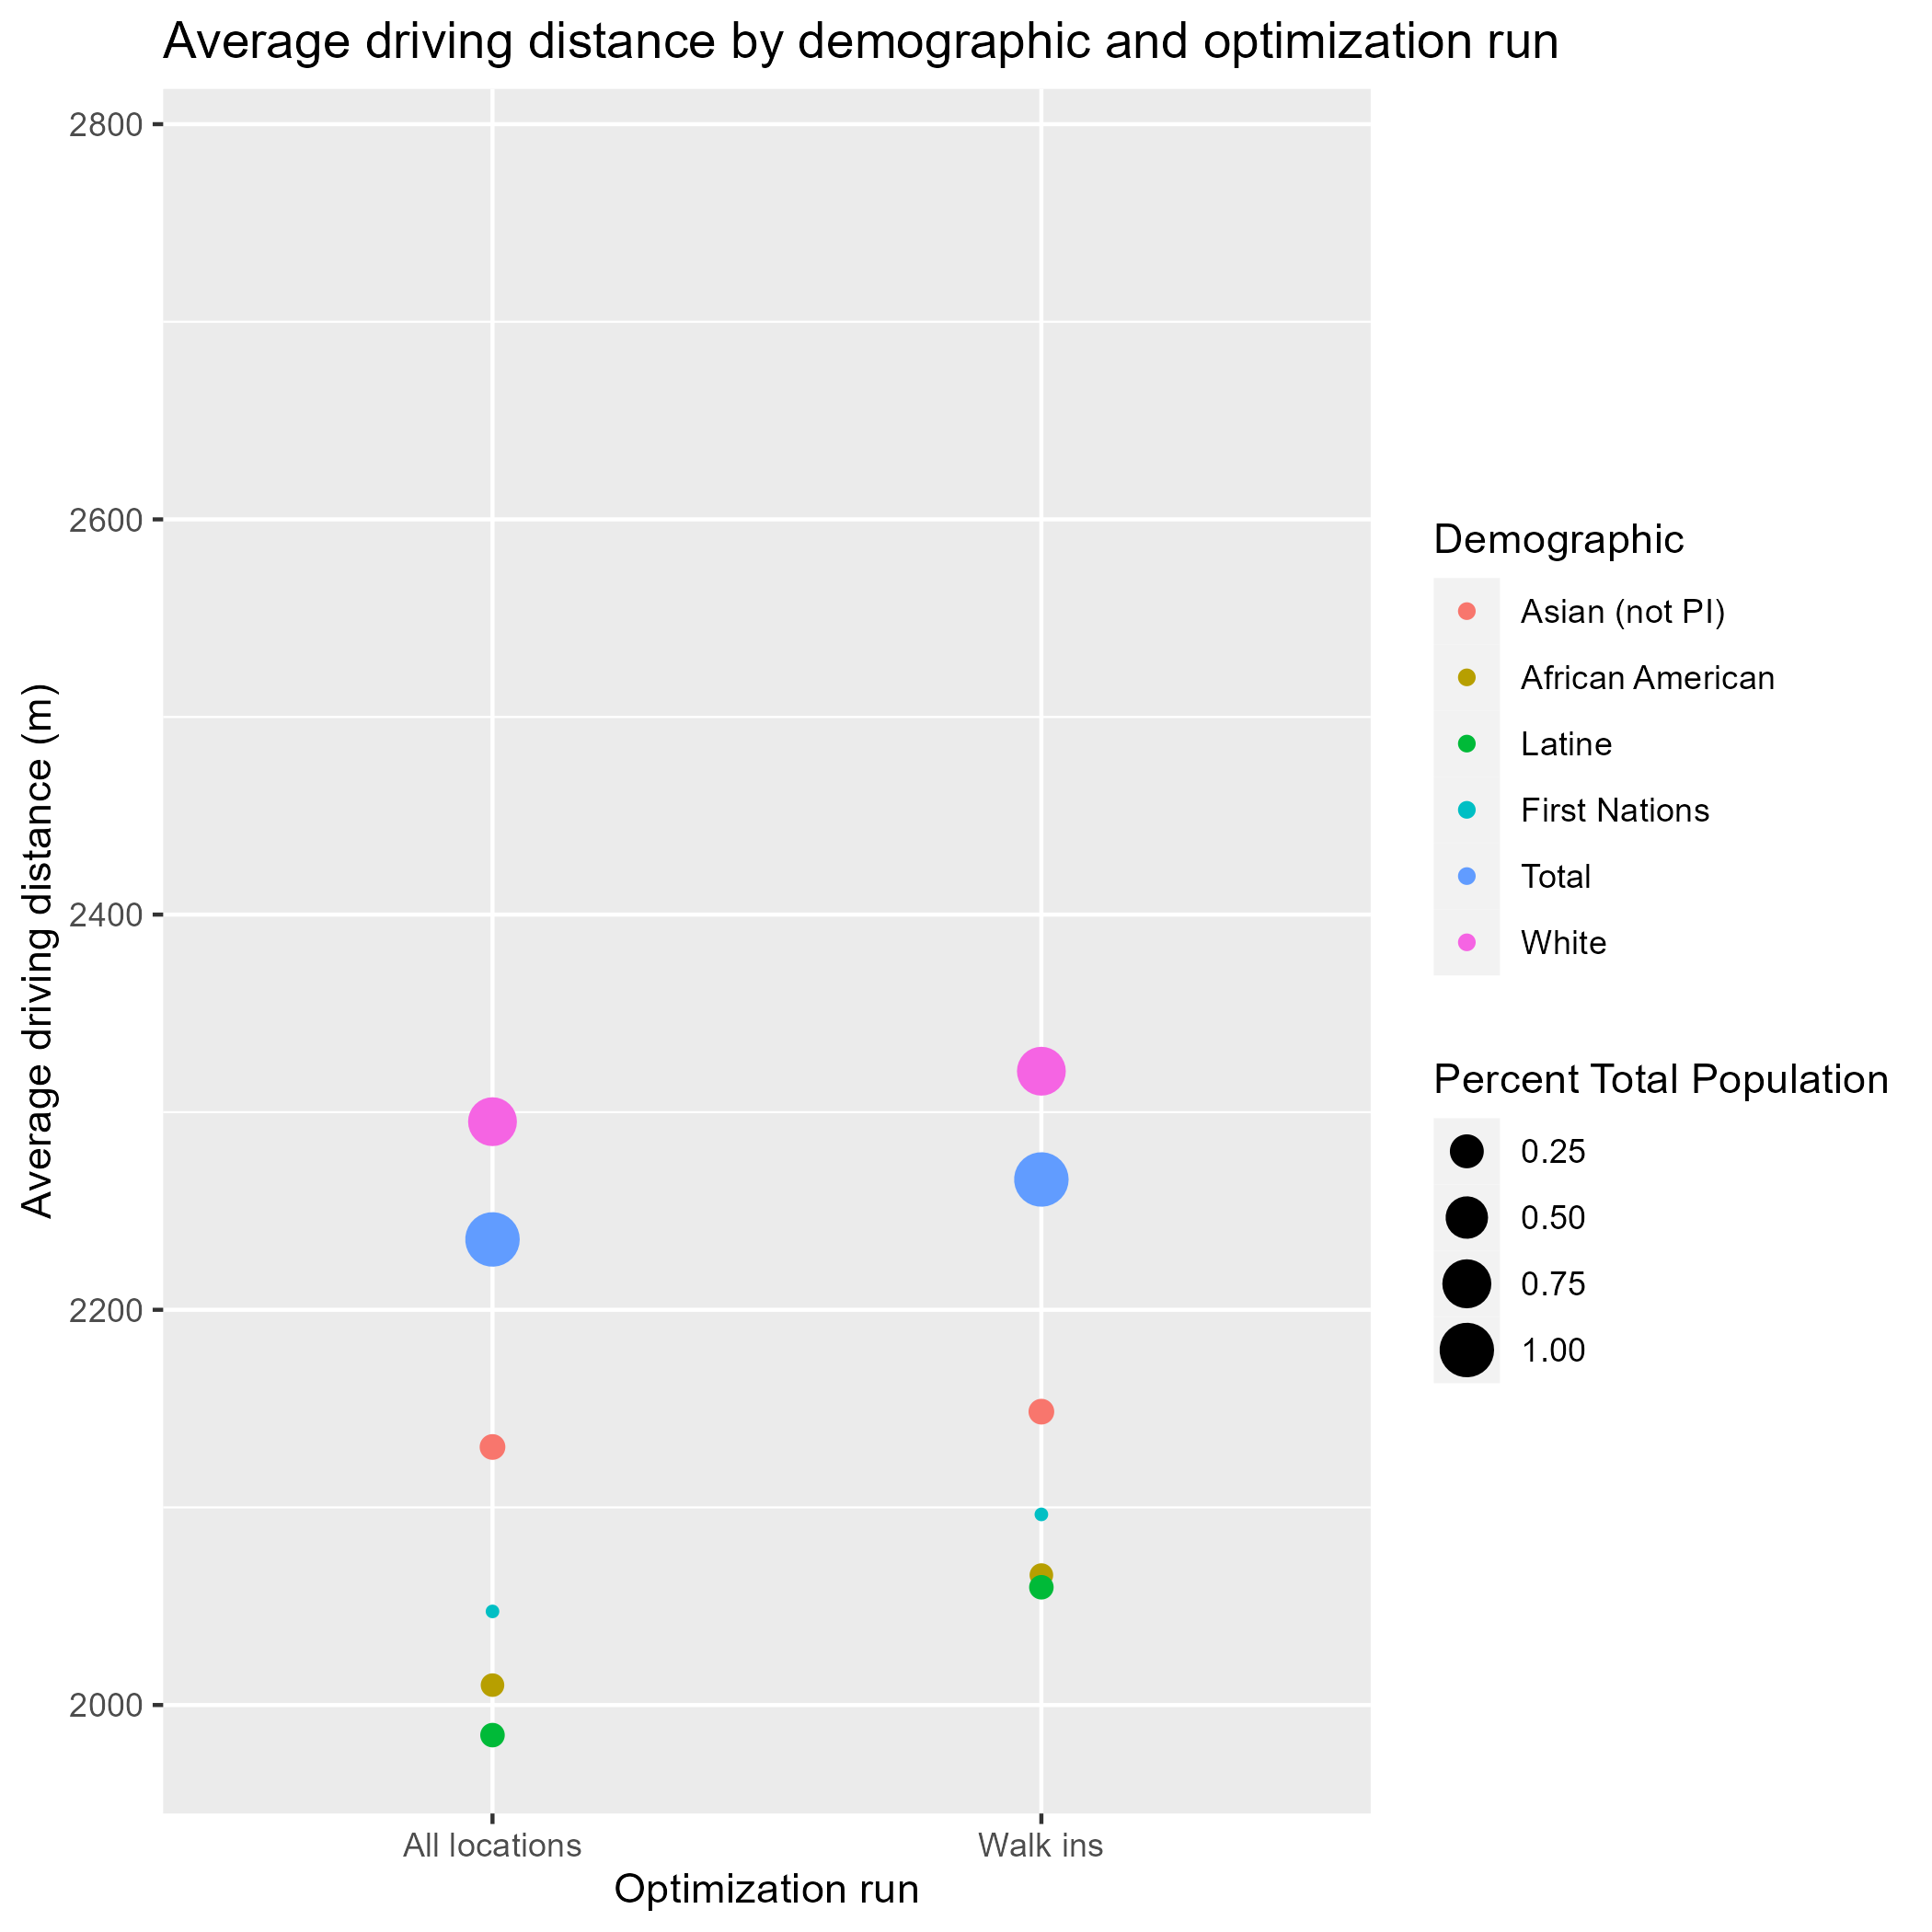 Average driving distance by demographic and optimization run
2800
2600
2400
2200
2000
Average driving distance (m)
All locations
Walk ins
Optimization run
Demographic
Asian (not PI)
African American
Latine
First Nations
Total
White
Percent Total Population
0.25
0.50
0.75
1.00